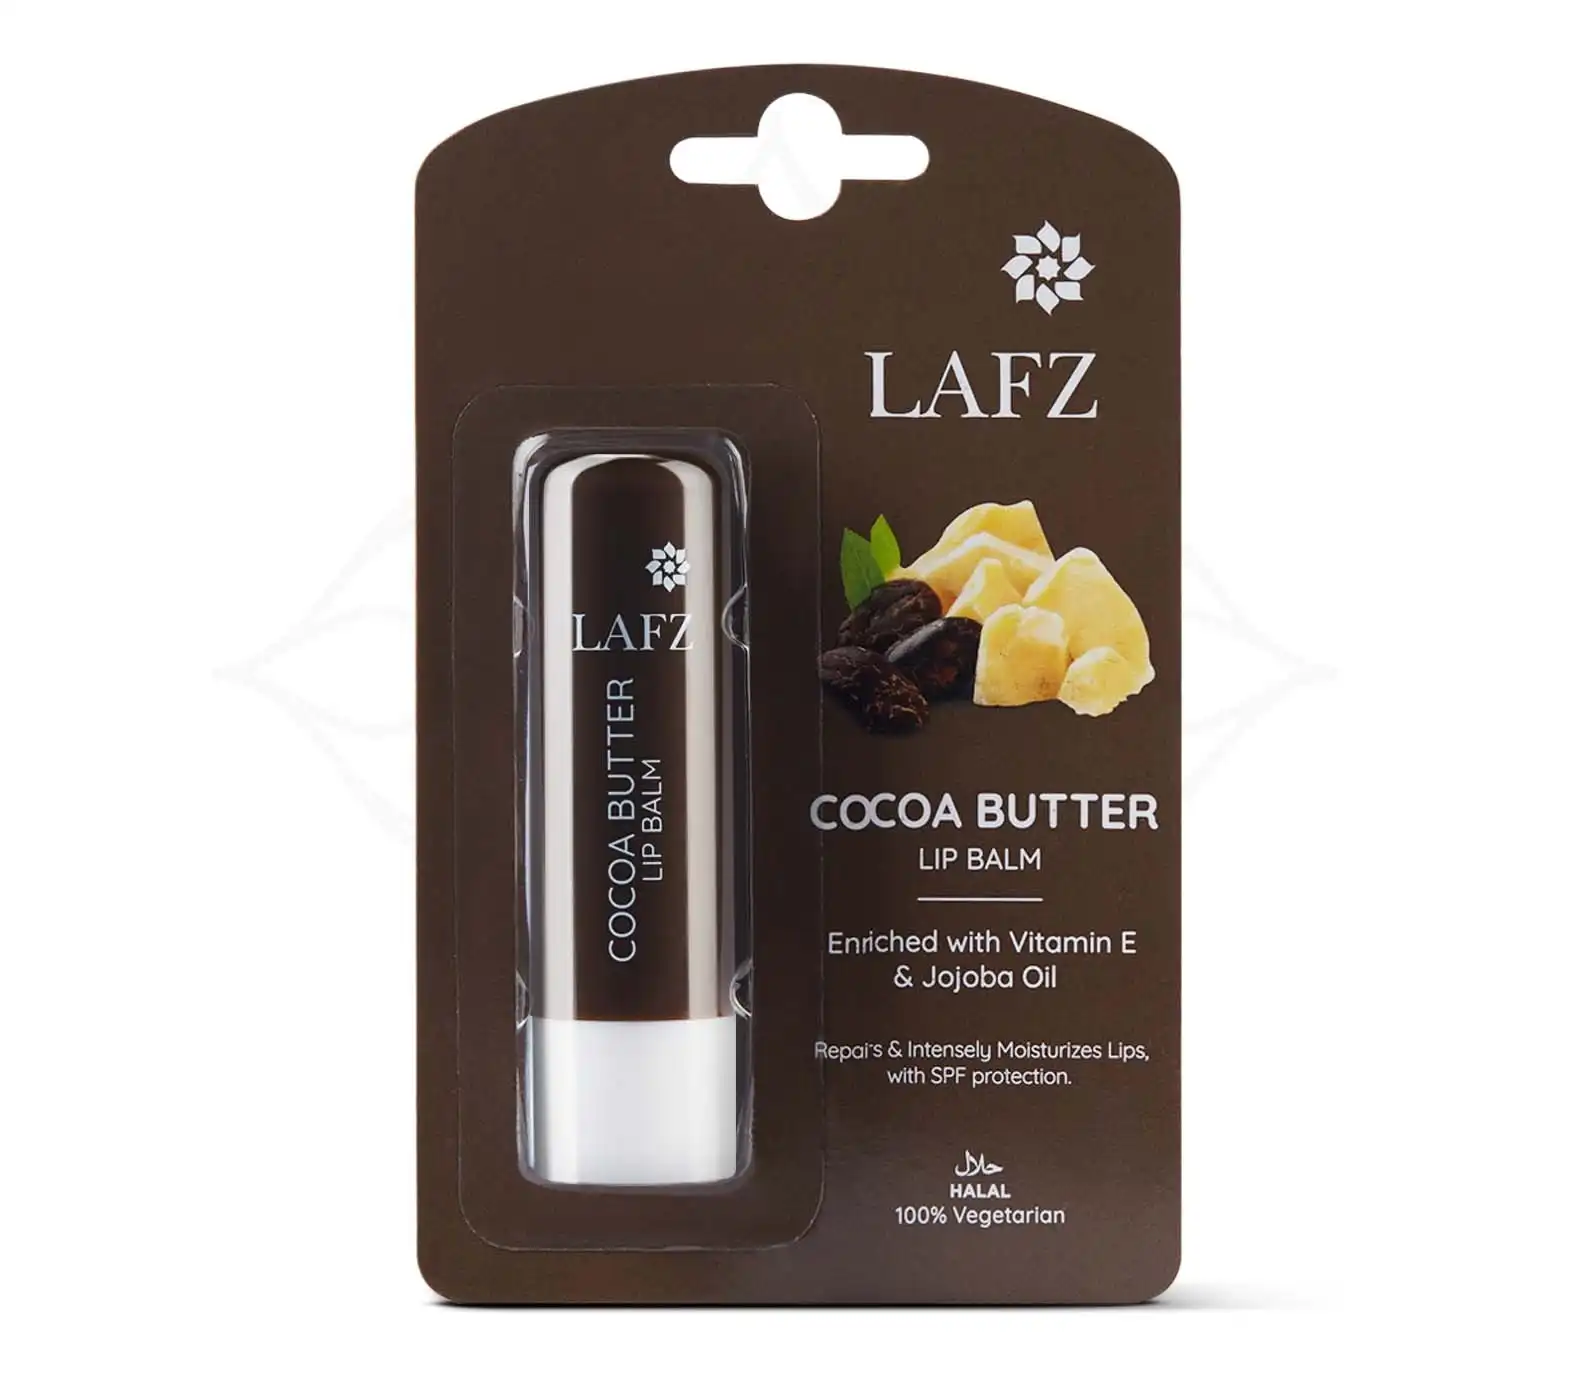 LAFZ
LAFZ
COCOA BUTTER
LIP BALM
COCOA BUTTER
LIP BALM
Enriched with Vitamin E
& Jojoba Oil
Repairs & Intensely Moisturizes Lips,
with SPF protection.
حلال
HALAL
100% Vegetarian